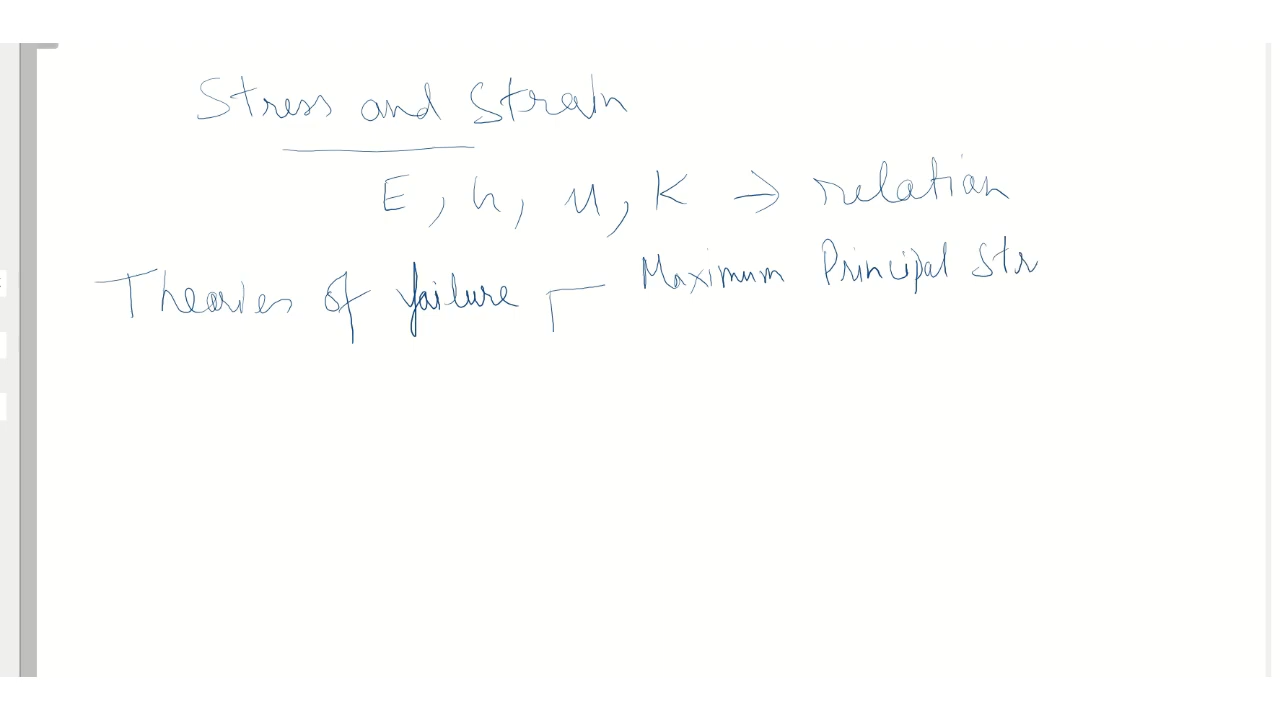 Stress and Strain
E, h, μ, K → relation
Theories of failure Maximum Principal Str